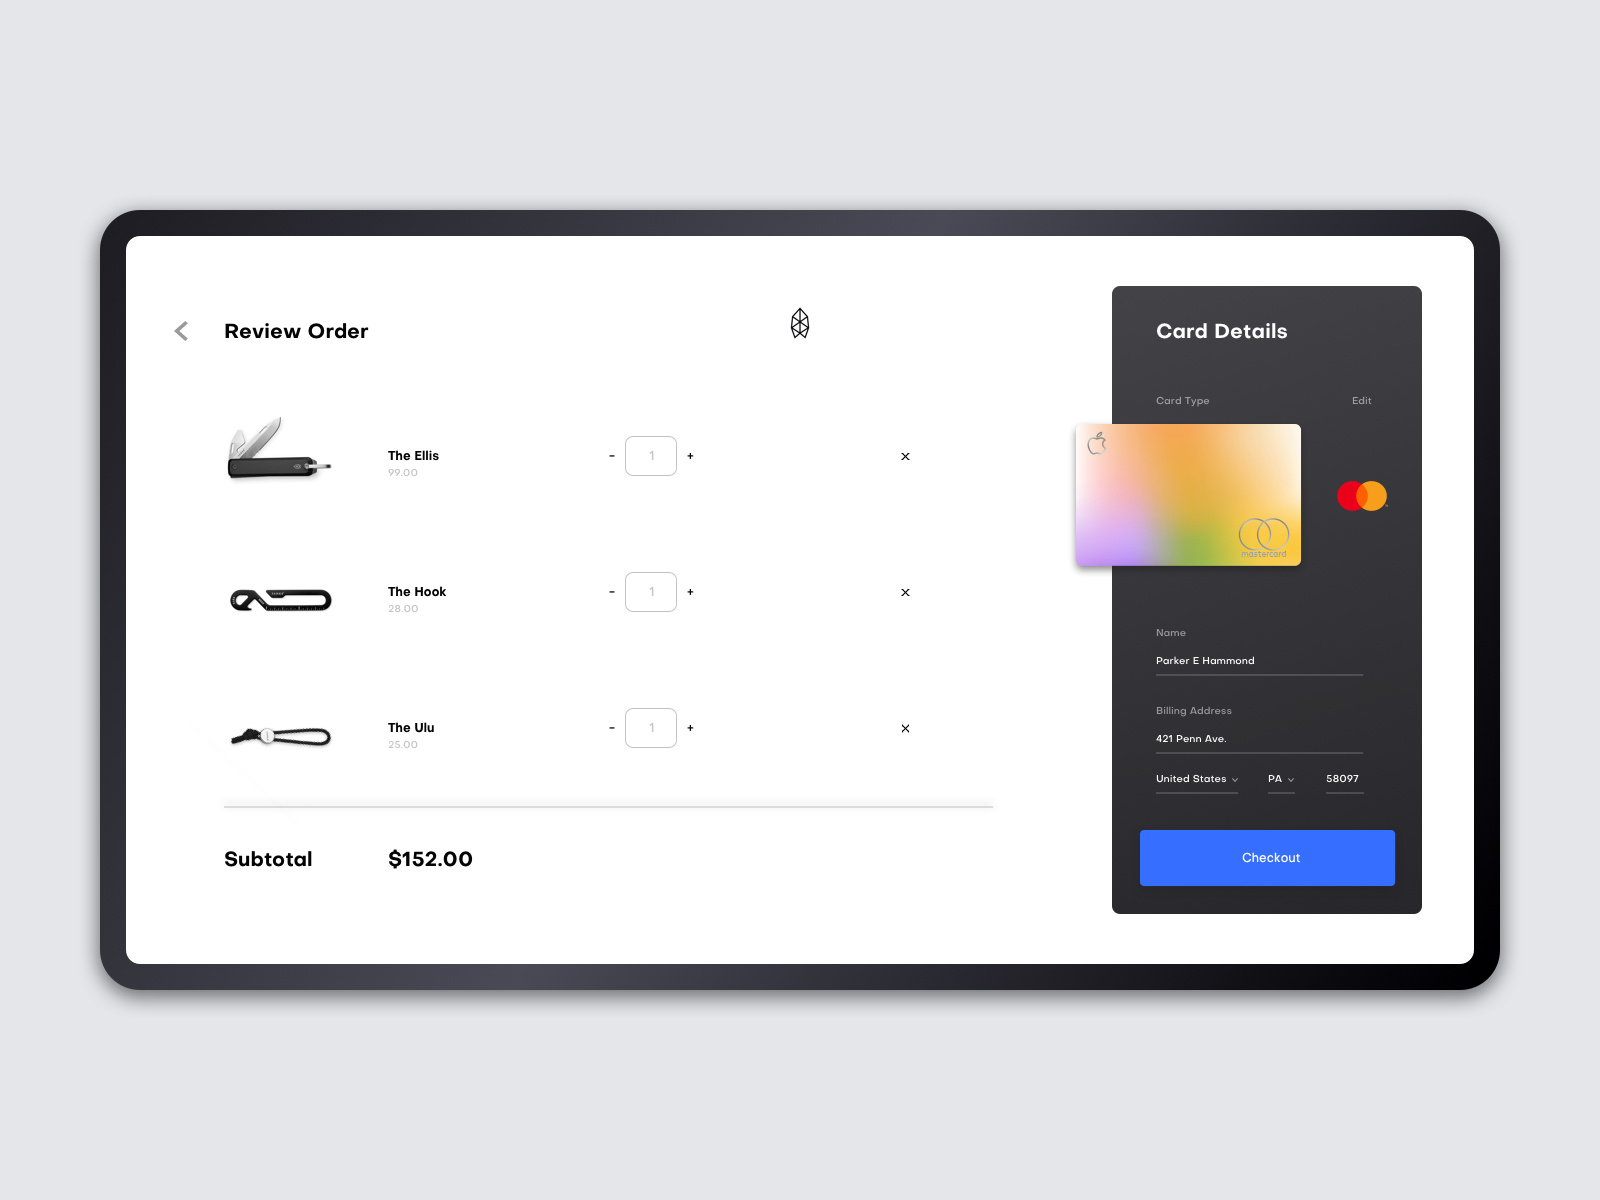 Review Order
The Ellis
99.00
- 1 +
x
The Hook
28.00
- 1 +
x
The Ulu
25.00
- 1 +
x
Subtotal $152.00
Card Details
Card Type Edit
mastercard
Name
Parker E Hammond
Billing Address
421 Penn Ave.
United States PA 58097
Checkout